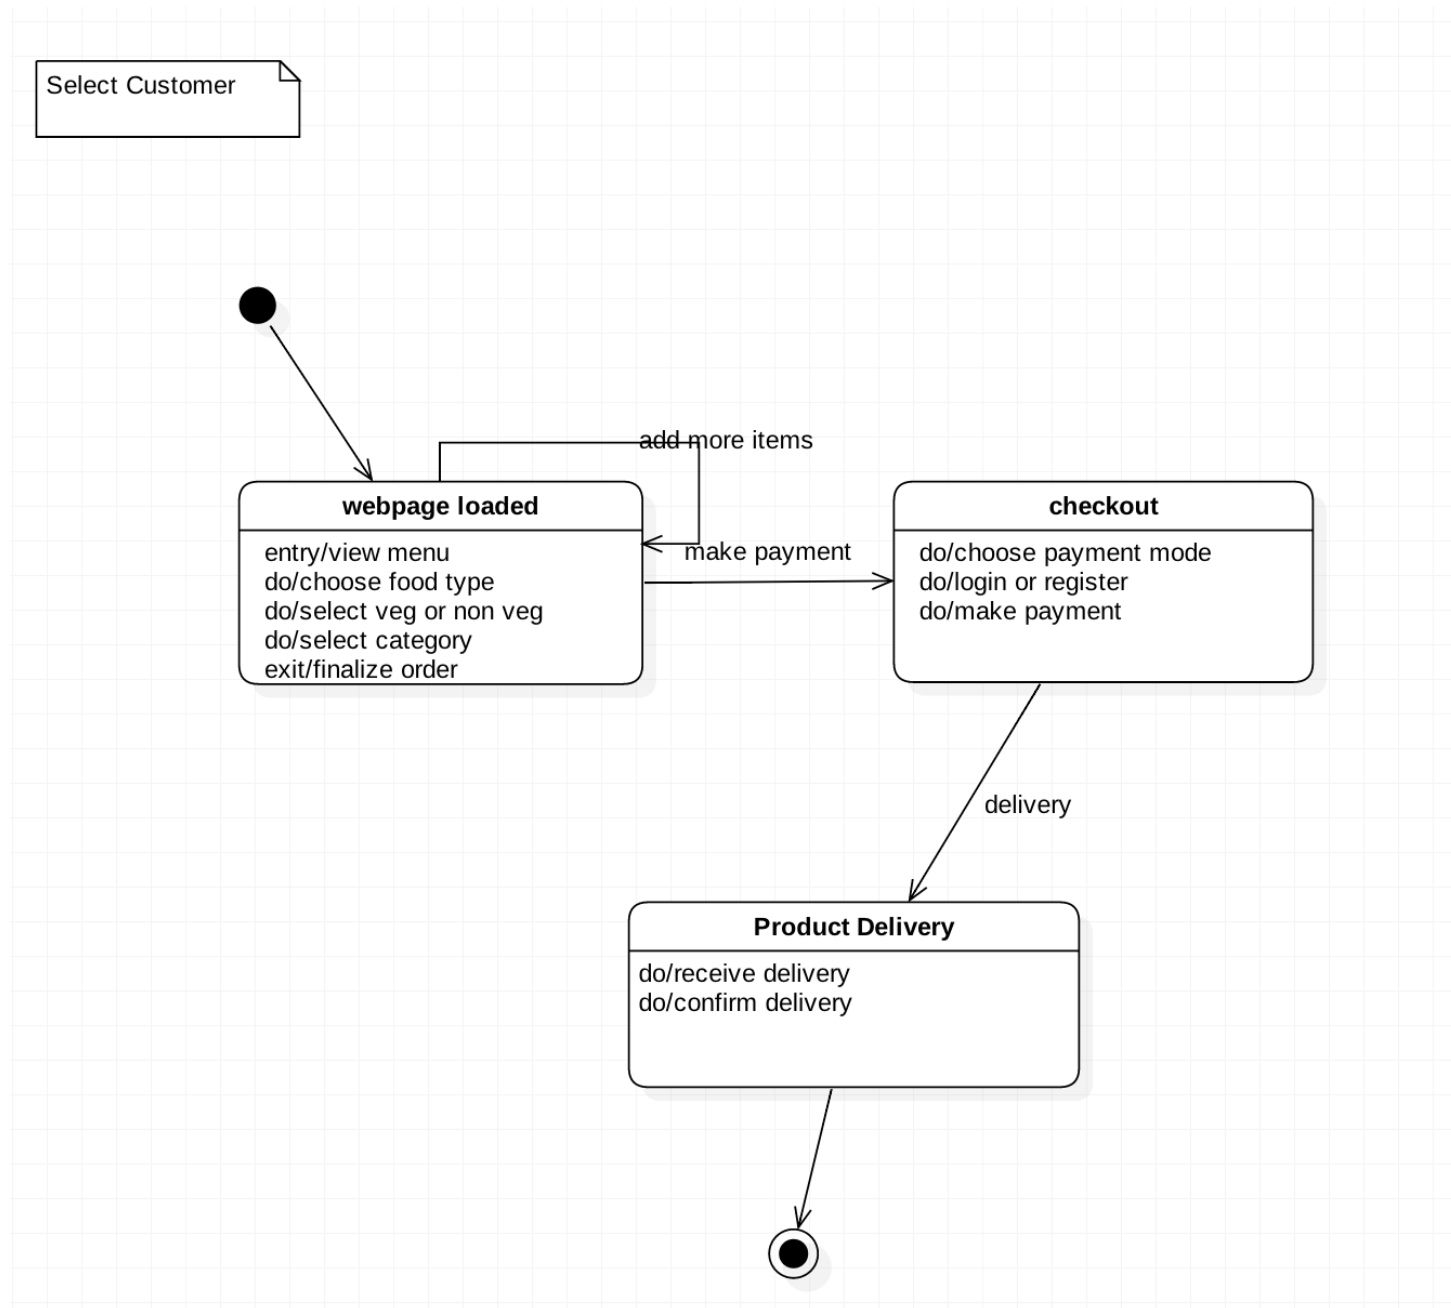 Select Customer
add more items
webpage loaded
entry/view menu
do/choose food type
do/select veg or non veg
do/select category
exit/finalize order
make payment
checkout
do/choose payment mode
do/login or register
do/make payment
delivery
Product Delivery
do/receive delivery
do/confirm delivery